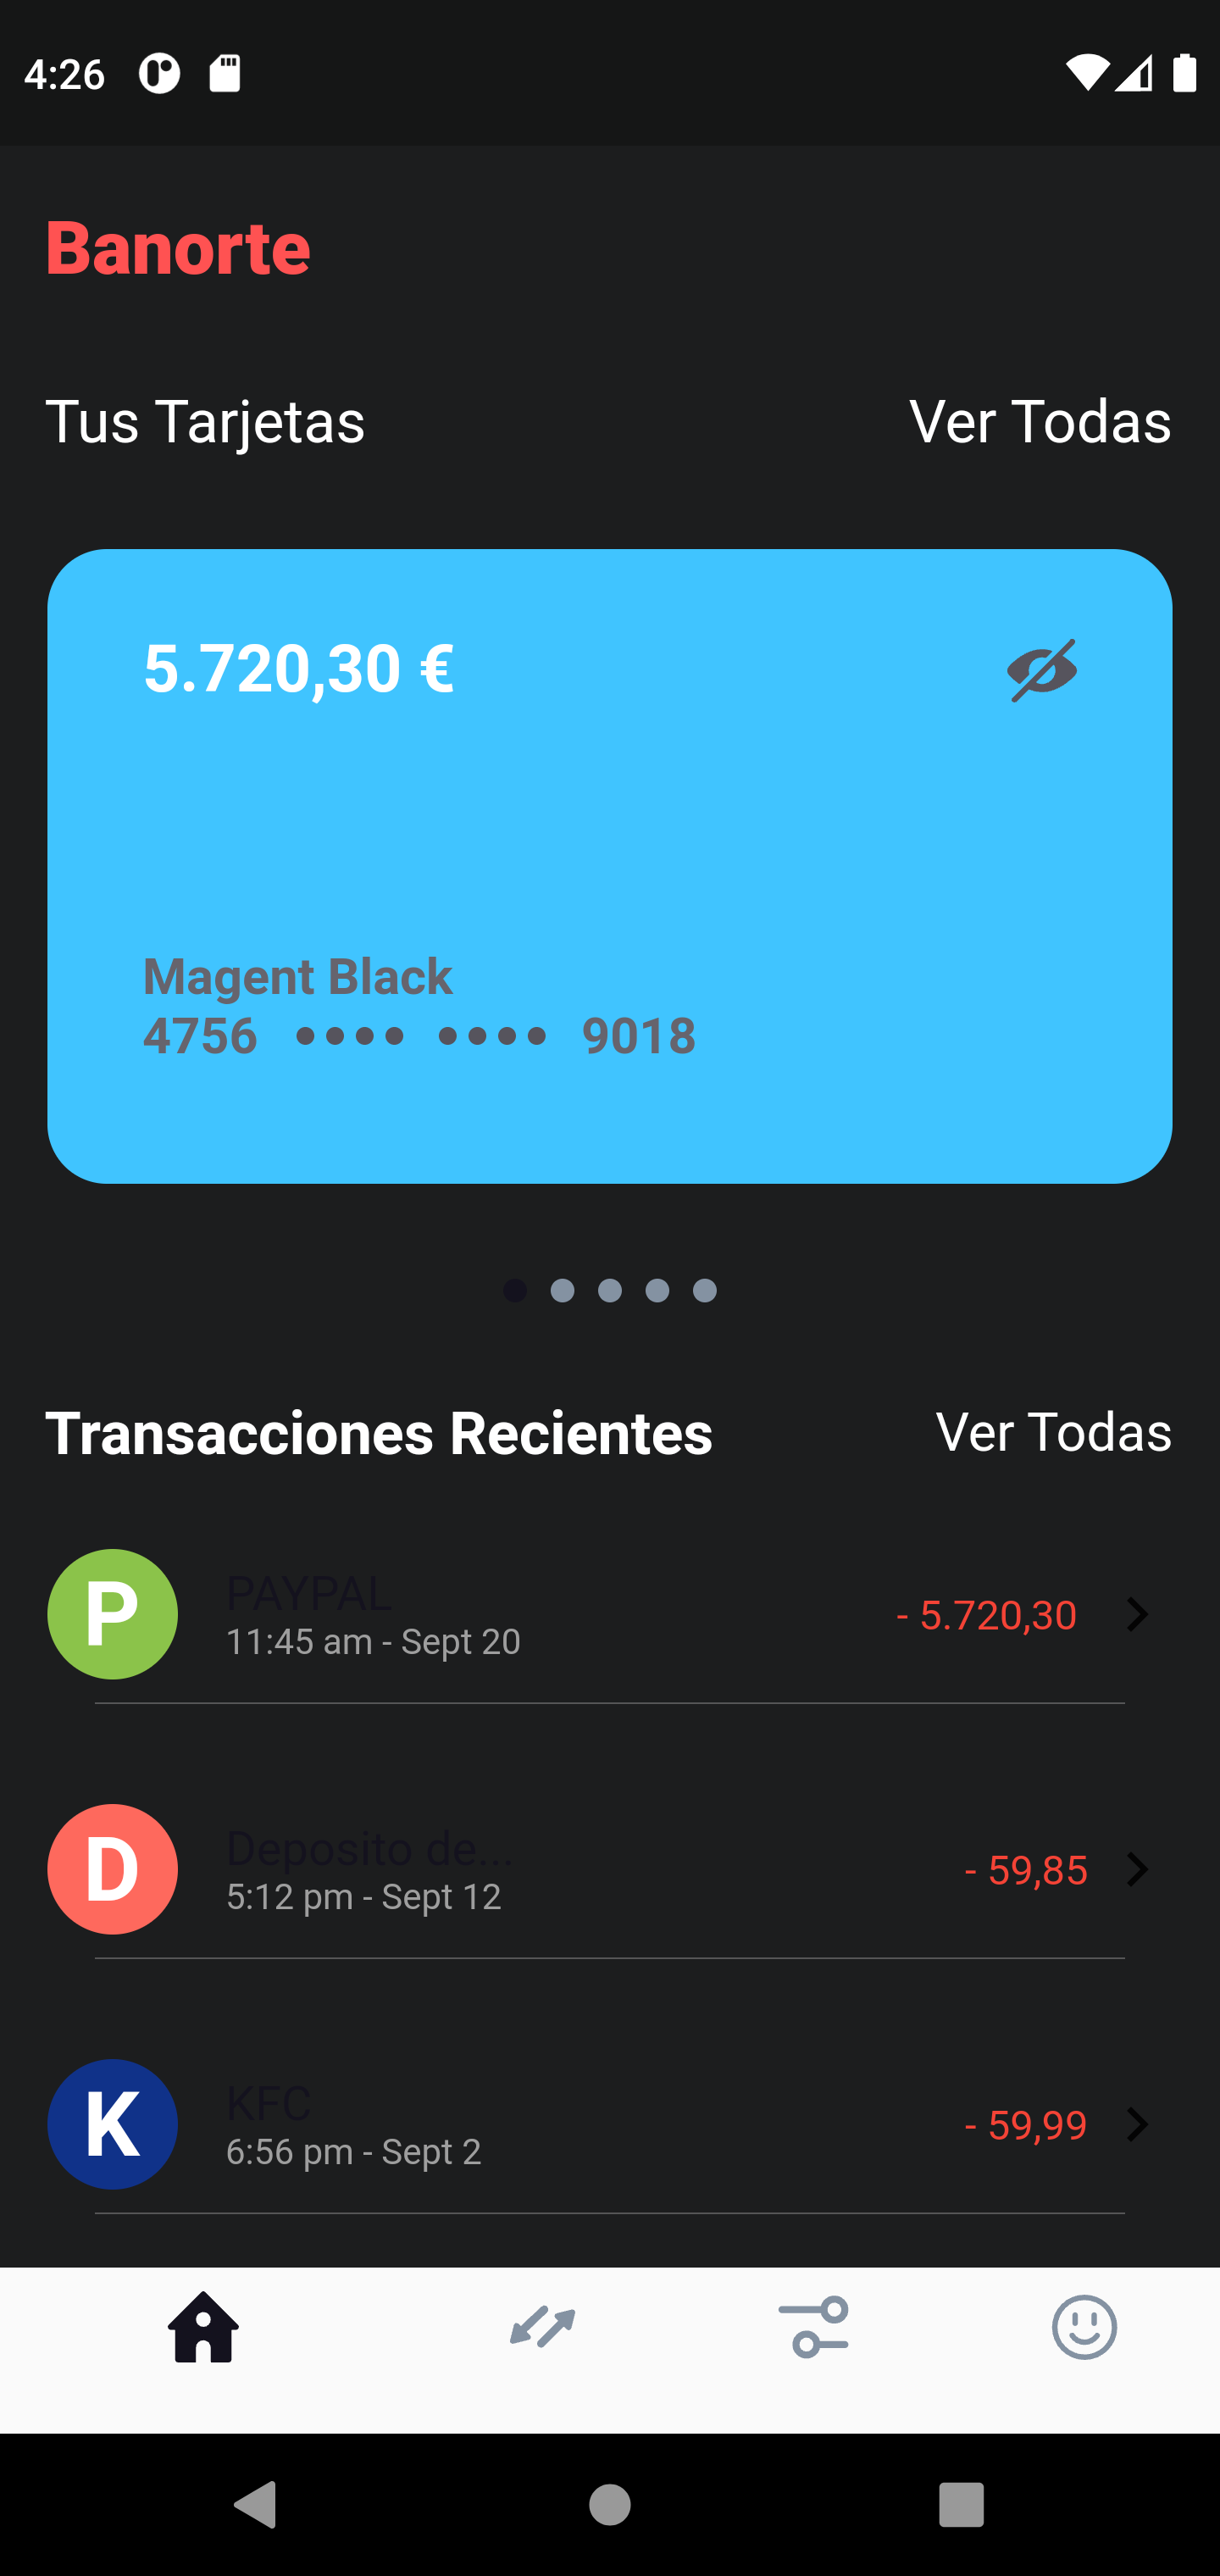 4:26
Banorte
Tus Tarjetas Ver Todas
5.720,30 €
Magent Black
4756 •••• •••• 9018
Transacciones Recientes Ver Todas
P PAYPAL
11:45 am - Sept 20
- 5.720,30
D Deposito de...
5:12 pm - Sept 12
- 59,85
K KFC
6:56 pm - Sept 2
- 59,99